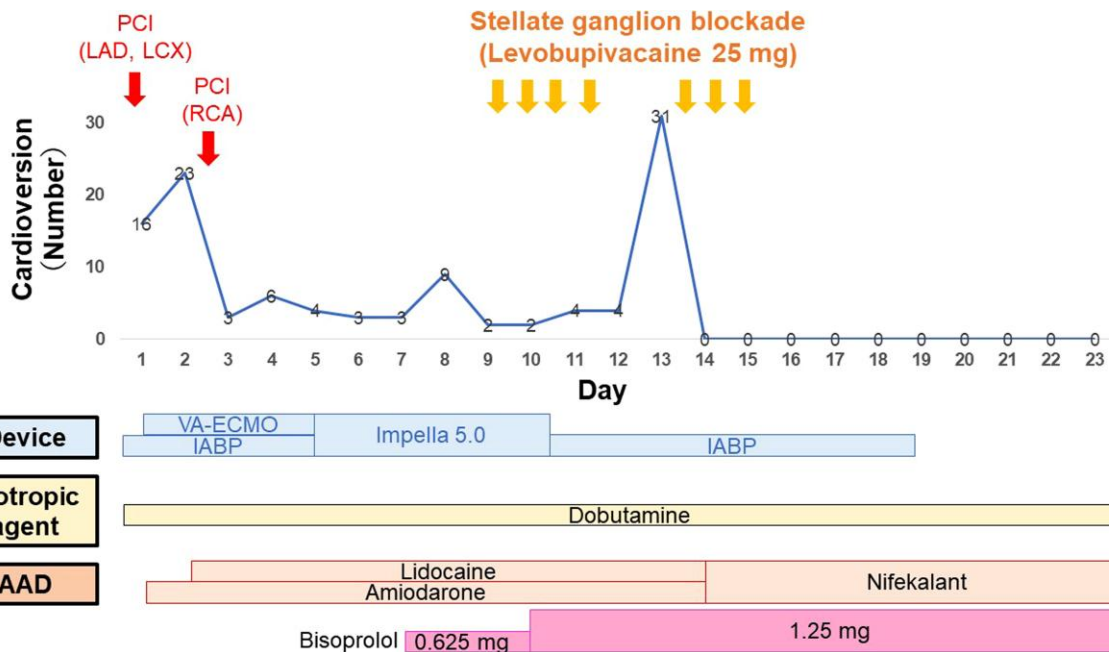 PCI
(LAD, LCX)
PCI
(RCA)
Stellate ganglion blockade
(Levobupivacaine 25 mg)
Cardioversion
(Number)
30
20
10
0
16
23
3
6
4
3
3
9
2
2
4
4
31
0
0
0
0
0
0
0
0
0
0
1 2 3 4 5 6 7 8 9 10 11 12 13 14 15 16 17 18 19 20 21 22 23
Day
Device
VA-ECMO
IABP
Impella 5.0
IABP
otropic
agent
Dobutamine
AAD
Lidocaine
Amiodarone
Nifekalant
Bisoprolol
0.625 mg
1.25 mg